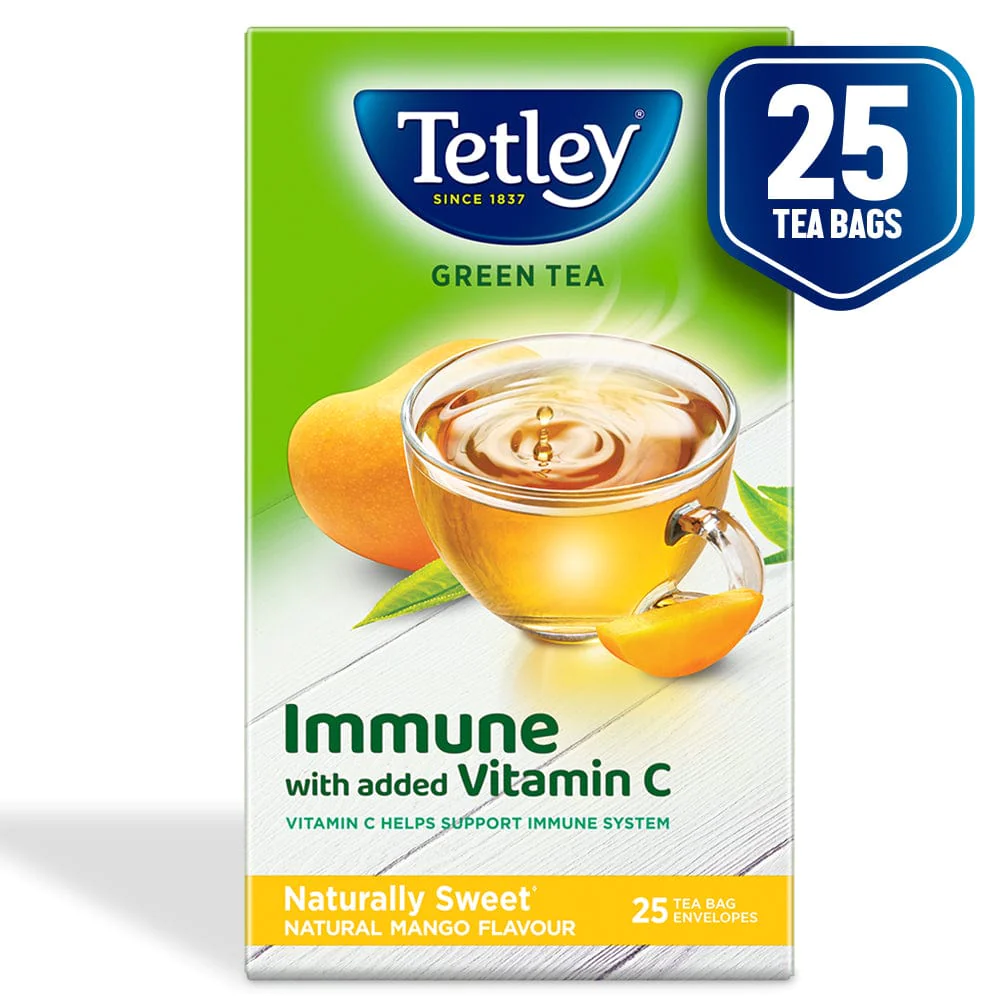 Tetley®
SINCE 1837
GREEN TEA
25
TEA BAGS
Immune
with added Vitamin C
VITAMIN C HELPS SUPPORT IMMUNE SYSTEM
Naturally Sweet◊
NATURAL MANGO FLAVOUR
25 TEA BAG
ENVELOPES